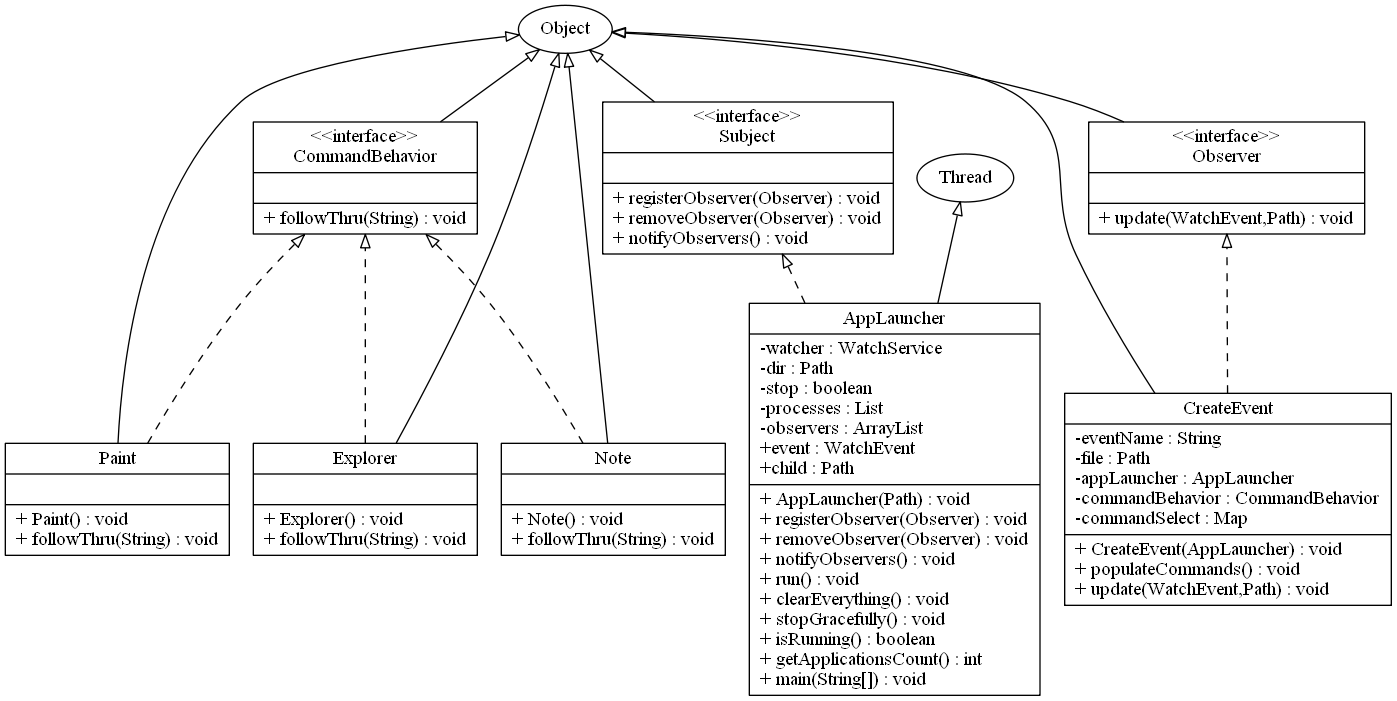 Object
<<interface>>
CommandBehavior
+ followThru(String) : void
<<interface>>
Subject
+ registerObserver(Observer) : void
+ removeObserver(Observer) : void
+ notifyObservers() : void
Thread
<<interface>>
Observer
+ update(WatchEvent,Path) : void
Paint
+ Paint() : void
+ followThru(String) : void
Explorer
+ Explorer() : void
+ followThru(String) : void
Note
+ Note() : void
+ followThru(String) : void
AppLauncher
-watcher : WatchService
-dir : Path
-stop : boolean
-processes : List
-observers : ArrayList
+event : WatchEvent
+child : Path
+ AppLauncher(Path) : void
+ registerObserver(Observer) : void
+ removeObserver(Observer) : void
+ notifyObservers() : void
+ run() : void
+ clearEverything() : void
+ stopGracefully() : void
+ isRunning() : boolean
+ getApplicationsCount() : int
+ main(String[]) : void
CreateEvent
-eventName : String
-file : Path
-appLauncher : AppLauncher
-commandBehavior : CommandBehavior
-commandSelect : Map
+ CreateEvent(AppLauncher) : void
+ populateCommands() : void
+ update(WatchEvent,Path) : void